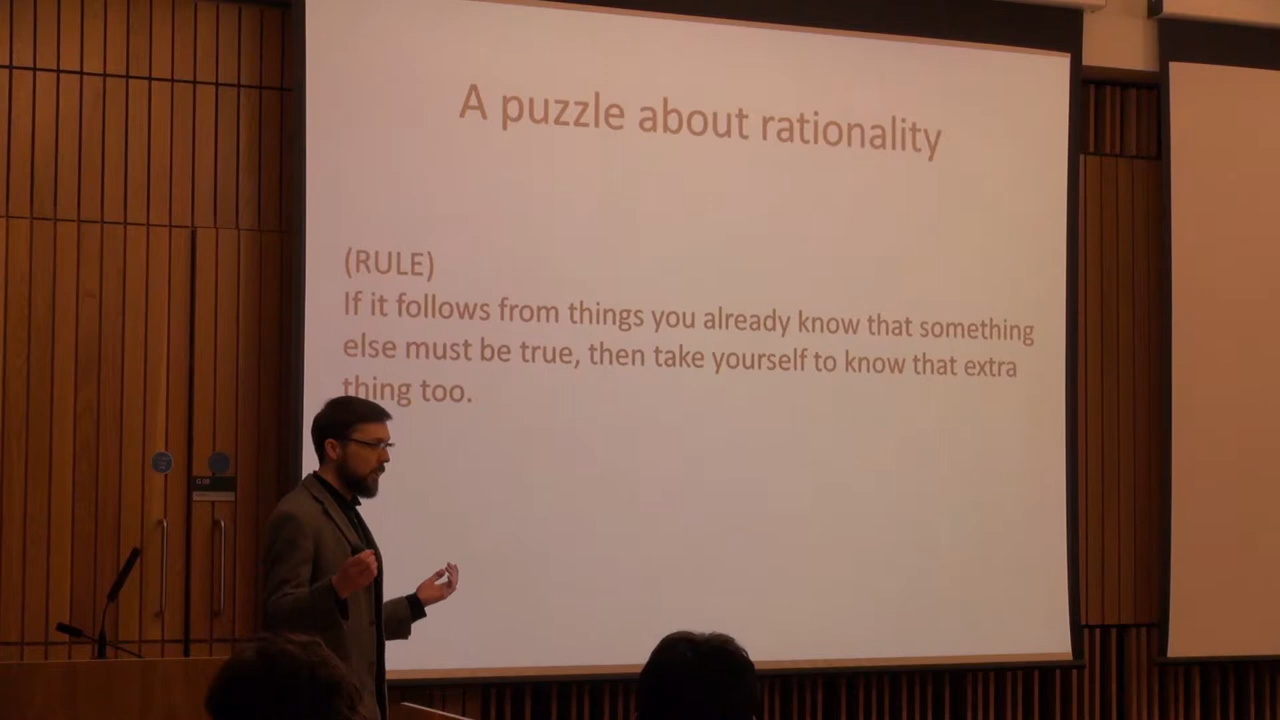 A puzzle about rationality
(RULE)
If it follows from things you already know that something
else must be true, then take yourself to know that extra
thing too.